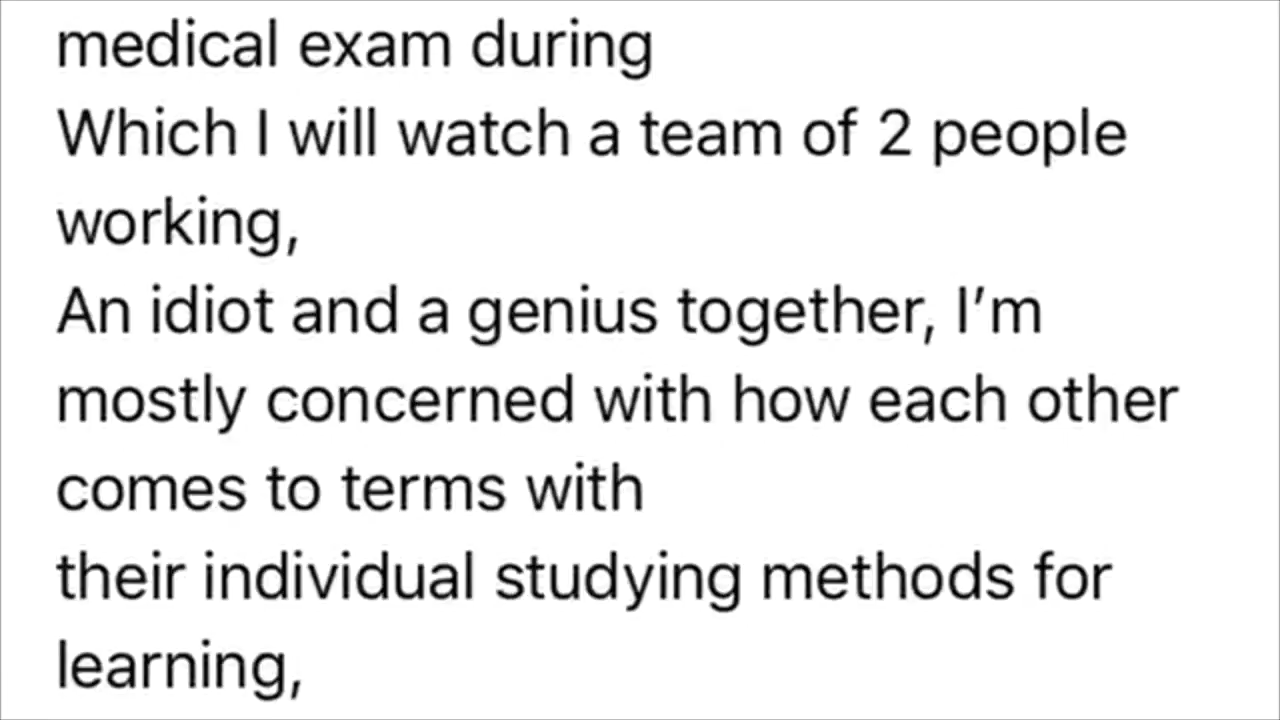 medical exam during
Which I will watch a team of 2 people
working,
An idiot and a genius together, I’m
mostly concerned with how each other
comes to terms with
their individual studying methods for
learning,